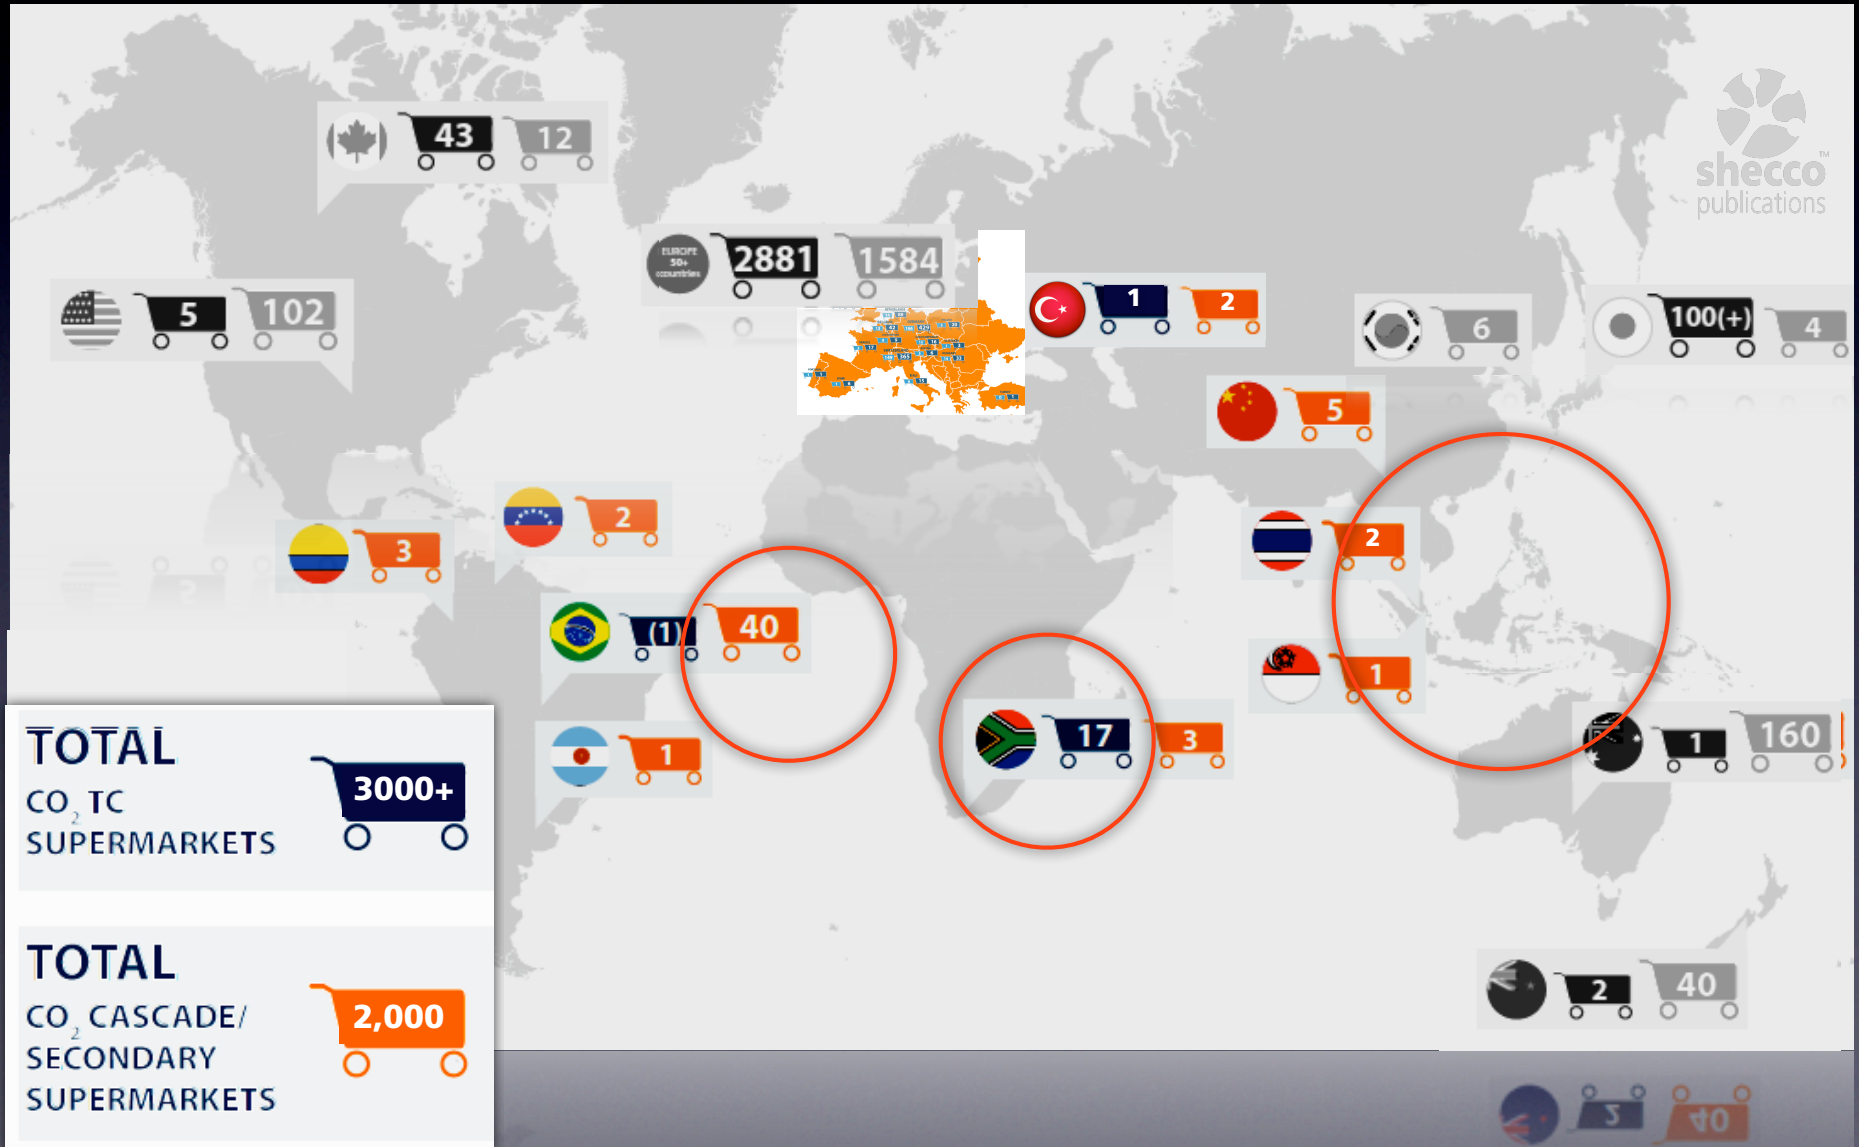 shecco™
publications
43
12
EUROPE
50+
countries
2881
1584
5
102
1
2
6
100(+)
4
5
2
3
2
(1)
40
1
1
17
3
1
160
2
40
TOTAL
CO2 TC
SUPERMARKETS
3000+
TOTAL
CO2 CASCADE/
SECONDARY
SUPERMARKETS
2,000